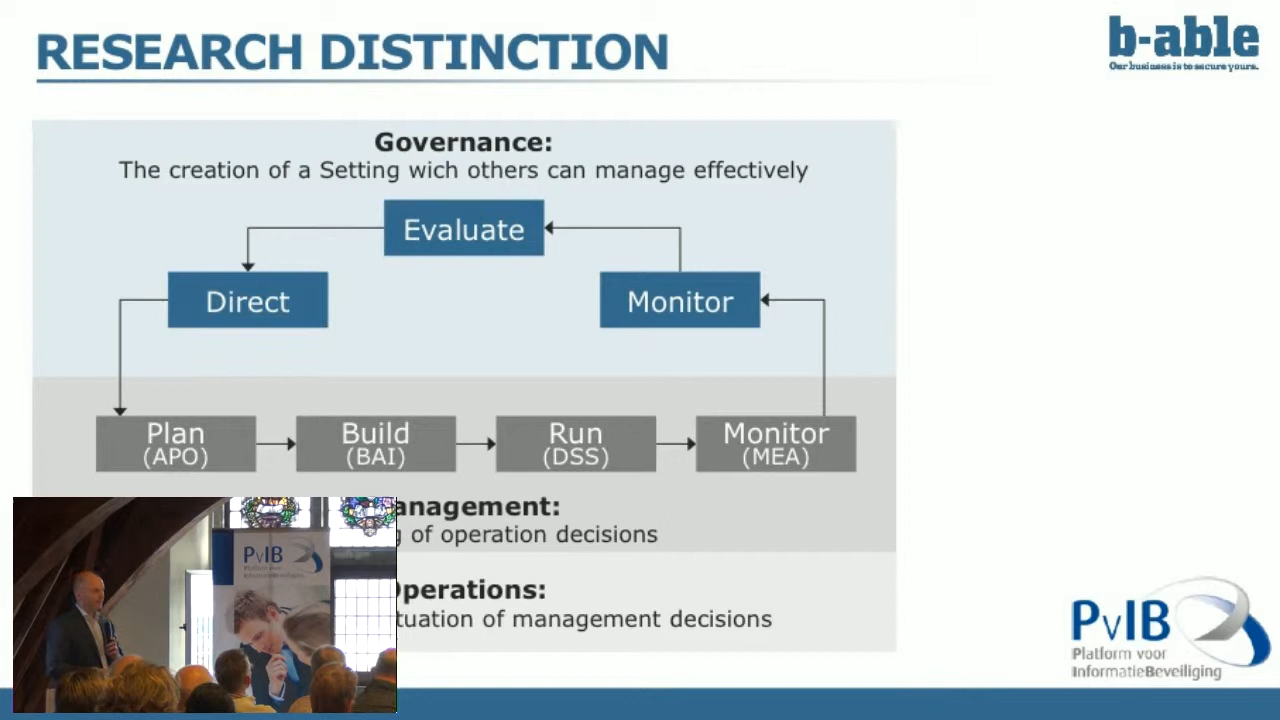 RESEARCH DISTINCTION
b-able
Our business is to secure yours.
Governance:
The creation of a Setting wich others can manage effectively
Evaluate
Direct
Monitor
Plan
(APO)
Build
(BAI)
Run
(DSS)
Monitor
(MEA)
anagement:
g of operation decisions
Operations:
tuation of management decisions
PvIB
Platform voor
InformatieBeveiliging
PvIB
Platform voor
InformatieBeveiliging